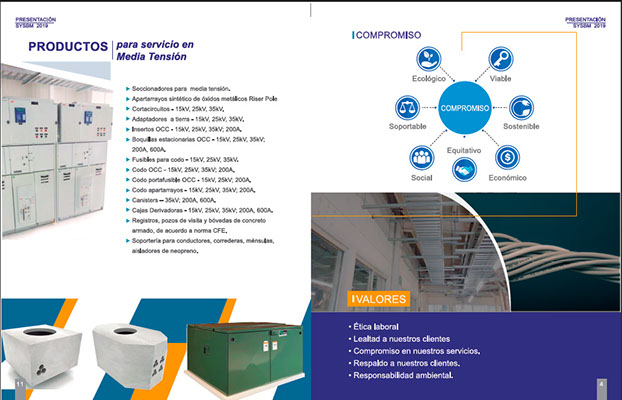 PRESENTACIÓN
SYSBM 2019
PRODUCTOS
para servicio en
Media Tensión
Seccionadores para media tensión.
Apartarrayos sintético de óxidos metálicos Riser Pole
Cortacircuitos - 15kV, 25kV, 35kV.
Adaptadores a tierra - 15kV, 25kV, 35kV.
Insertos OCC - 15kV, 25kV, 35kV; 200A.
Boquillas estacionarias OCC - 15kV, 25kV, 35kV;
200A, 600A.
Fusibles para codo - 15kV, 25kV, 35kV.
Codo OCC - 15kV, 25kV, 35kV; 200A.
Codo portafusible OCC - 15kV, 25kV; 200A.
Codo apartarrayos - 15kV, 25kV, 35kV; 200A.
Canisters – 35kV; 200A, 600A.
Cajas Derivadoras - 15kV, 25kV, 35kV; 200A, 600A.
Registros, pozos de visita y bóvedas de concreto
armado, de acuerdo a norma CFE.
Soportería para conductores, correderas, ménsulas,
aisladores de neopreno.
11
PRESENTACIÓN
SYSBM 2019
COMPROMISO
Ecológico
Viable
COMPROMISO
Soportable
Sostenible
Equitativo
Social
Económico
VALORES
• Ética laboral
• Lealtad a nuestros clientes
• Compromiso en nuestros servicios.
• Respaldo a nuestros clientes.
• Responsabilidad ambiental.
4